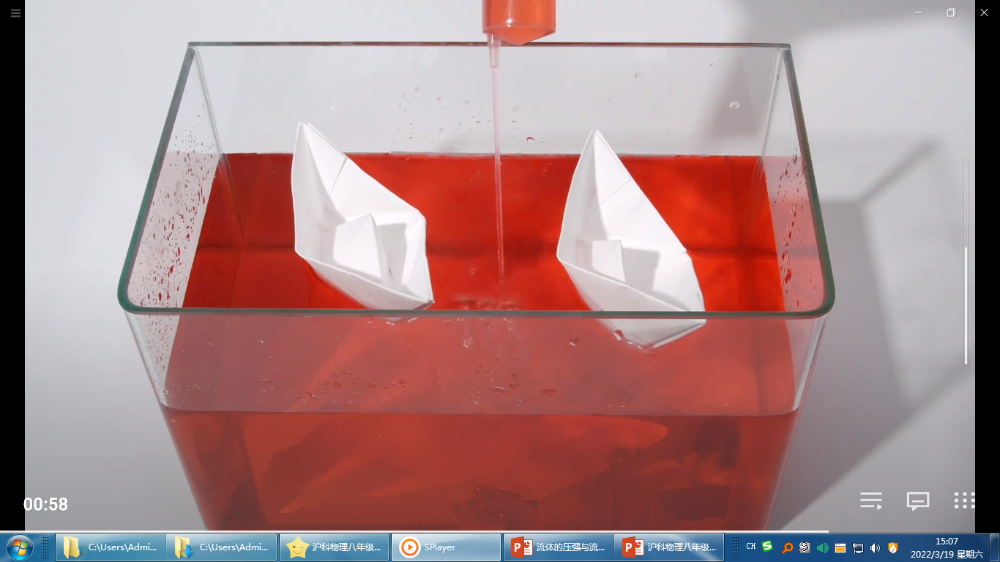 00:58
C:\Users\Admi...
C:\Users\Admi...
沪科物理八年级...
SPlayer
流体的压强与流...
沪科物理八年级...
CH
15:07
2022/3/19 星期六